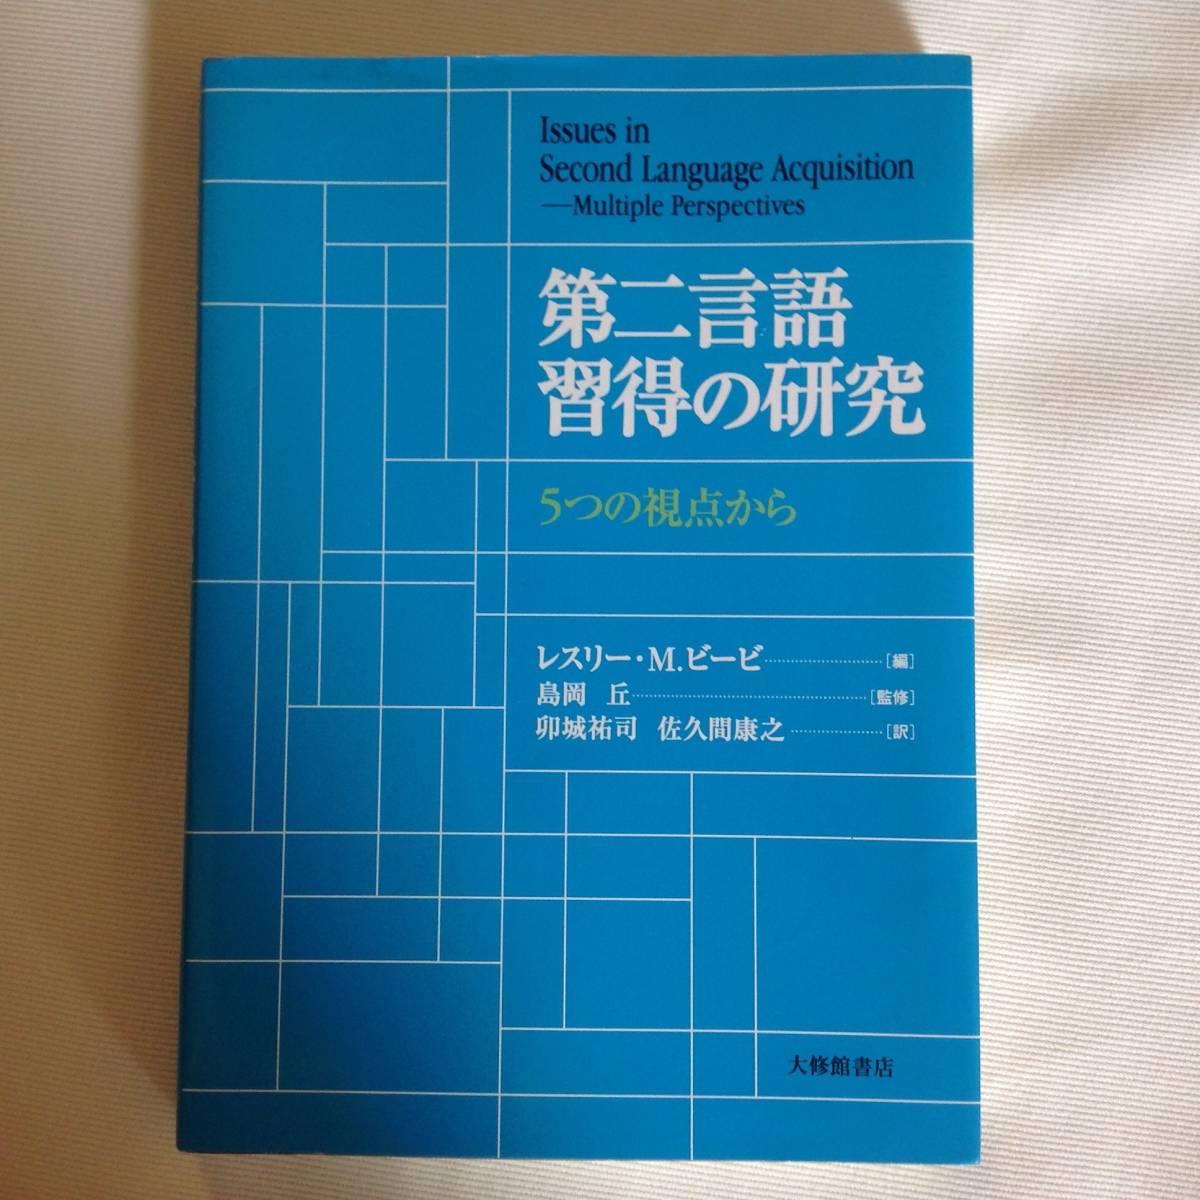 Issues in
Second Language Acquisition
—Multiple Perspectives
第二言語
習得の研究
5つの視点から
レスリー・M.ビービ…………………[編]
島岡 丘…………………………[監修]
卯城祐司 佐久間康之………………[訳]
大修館書店